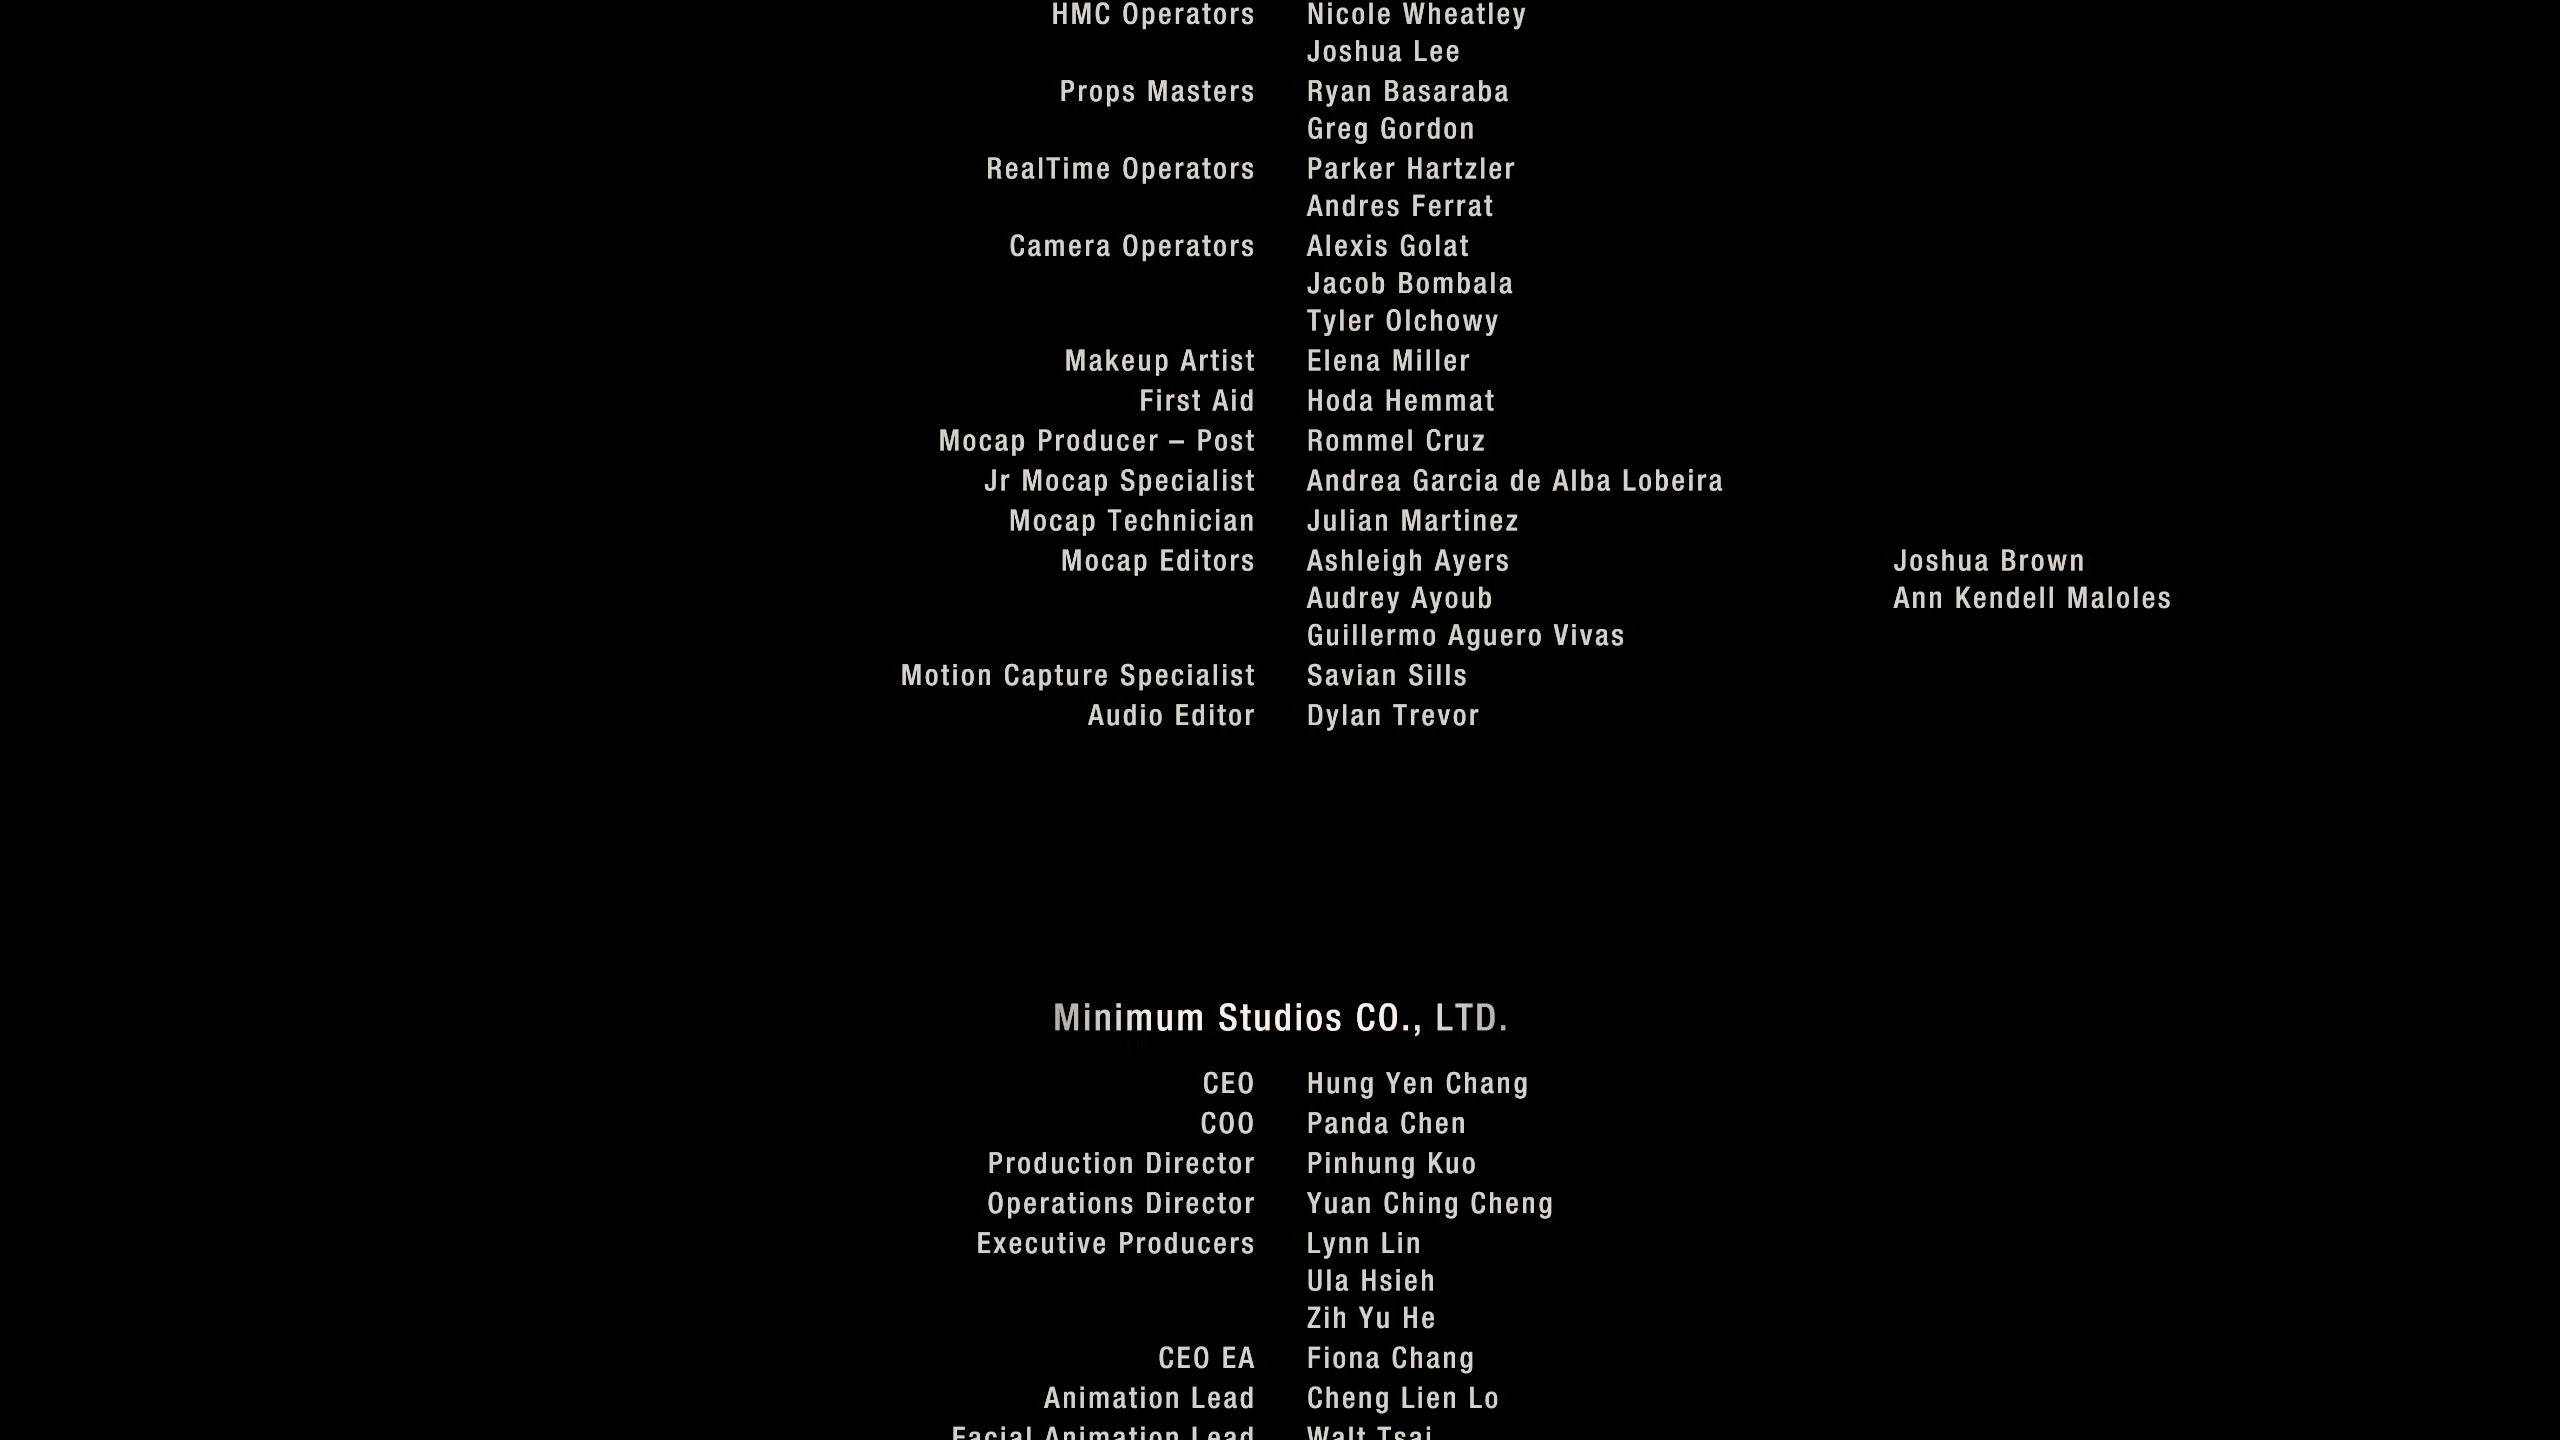 HMC Operators Nicole Wheatley
Joshua Lee
Props Masters Ryan Basaraba
Greg Gordon
RealTime Operators Parker Hartzler
Andres Ferrat
Camera Operators Alexis Golat
Jacob Bombala
Tyler Olchowy
Makeup Artist Elena Miller
First Aid Hoda Hemmat
Mocap Producer – Post Rommel Cruz
Jr Mocap Specialist Andrea Garcia de Alba Lobeira
Mocap Technician Julian Martinez
Mocap Editors Ashleigh Ayers Joshua Brown
Audrey Ayoub Ann Kendell Maloles
Guillermo Aguero Vivas
Motion Capture Specialist Savian Sills
Audio Editor Dylan Trevor
Minimum Studios CO., LTD.
CEO Hung Yen Chang
COO Panda Chen
Production Director Pinhung Kuo
Operations Director Yuan Ching Cheng
Executive Producers Lynn Lin
Ula Hsieh
Zih Yu He
CEO EA Fiona Chang
Animation Lead Cheng Lien Lo
Facial Animation Lead Walt Tsai